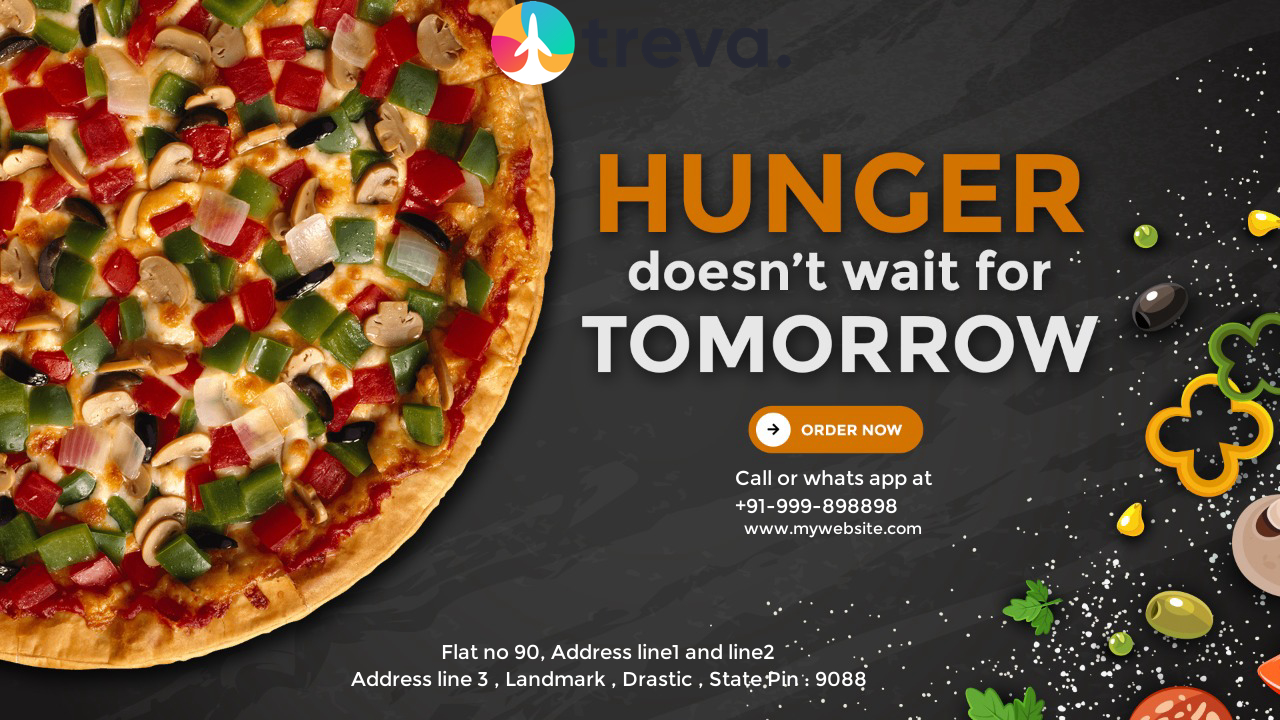 treva.
HUNGER
doesn't wait for
TOMORROW
ORDER NOW
Call or whats app at
+91-999-898898
www.mywebsite.com
Flat no 90, Address line1 and line2
Address line 3 , Landmark , Drastic , State,Pin : 9088